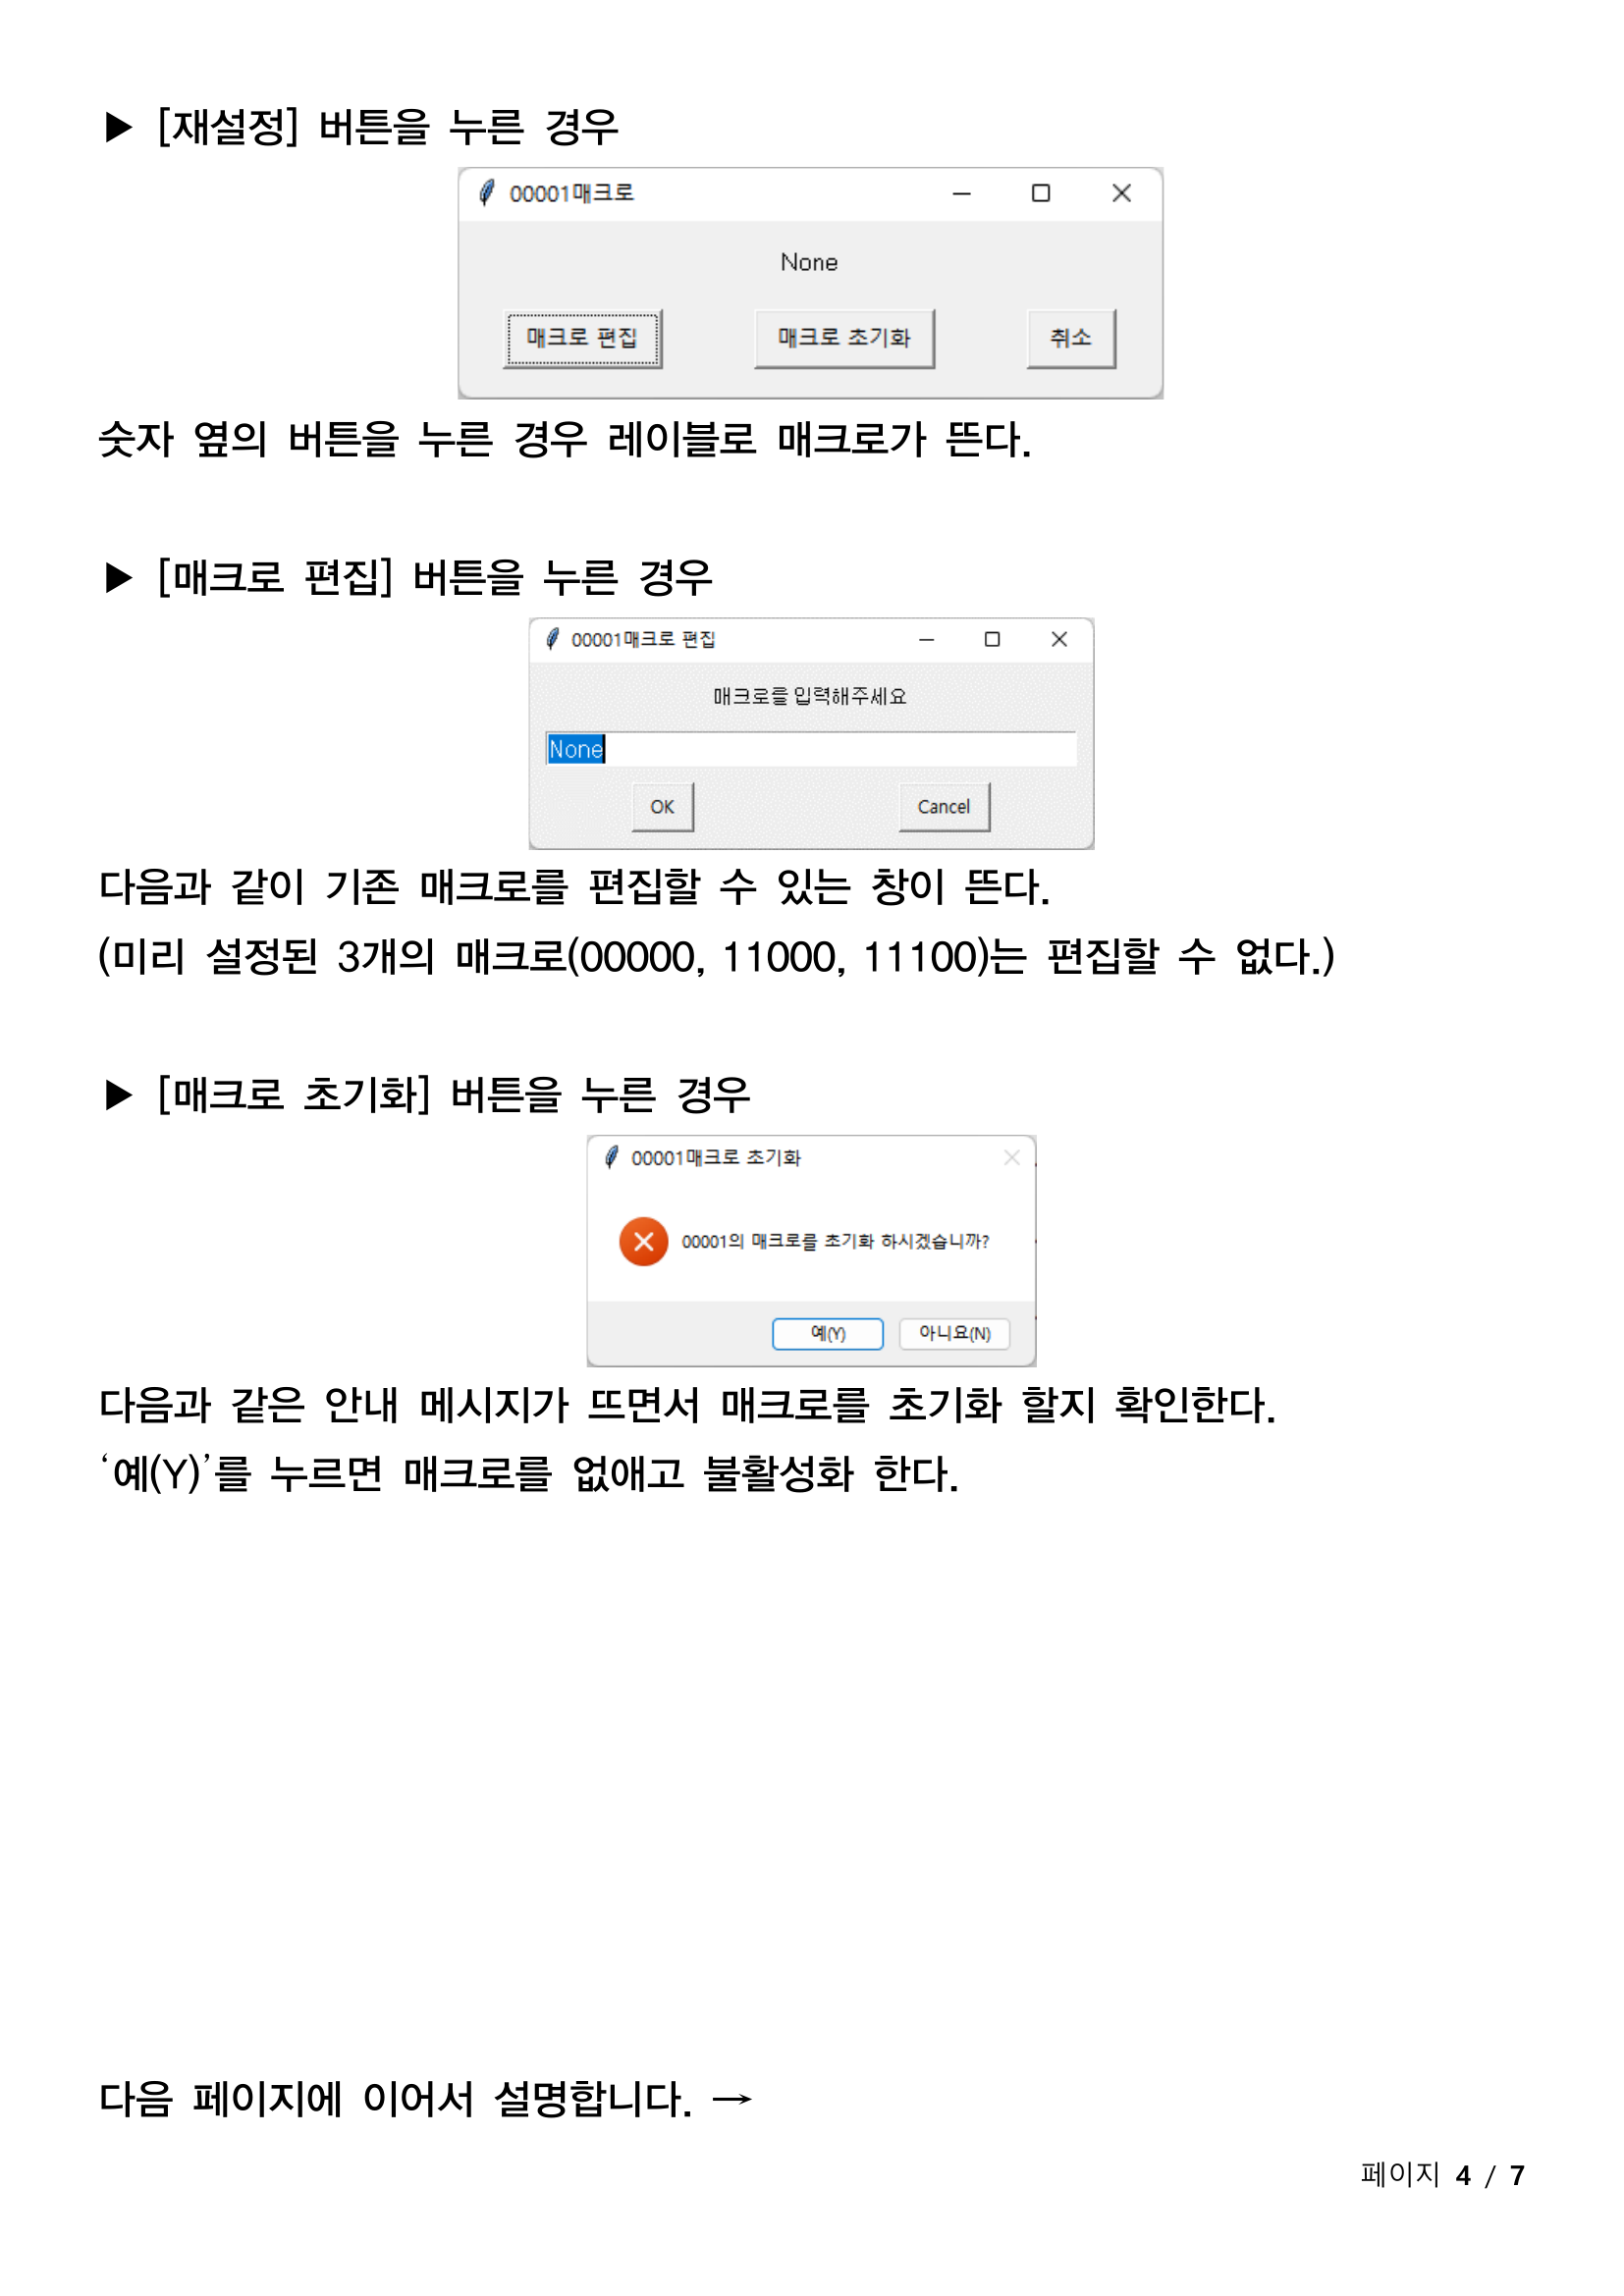 ▶ [재설정] 버튼을 누른 경우
00001매크로
None
매크로 편집 매크로 초기화 취소
숫자 옆의 버튼을 누른 경우 레이블로 매크로가 뜬다.
▶ [매크로 편집] 버튼을 누른 경우
00001매크로 편집
매크로를 입력해주세요
None
OK Cancel
다음과 같이 기존 매크로를 편집할 수 있는 창이 뜬다.
(미리 설정된 3개의 매크로(00000, 11000, 11100)는 편집할 수 없다.)
▶ [매크로 초기화] 버튼을 누른 경우
00001매크로 초기화
00001의 매크로를 초기화 하시겠습니까?
예(Y) 아니요(N)
다음과 같은 안내 메시지가 뜨면서 매크로를 초기화 할지 확인한다.
‘예(Y)’를 누르면 매크로를 없애고 불활성화 한다.
다음 페이지에 이어서 설명합니다. →
페이지 4 / 7